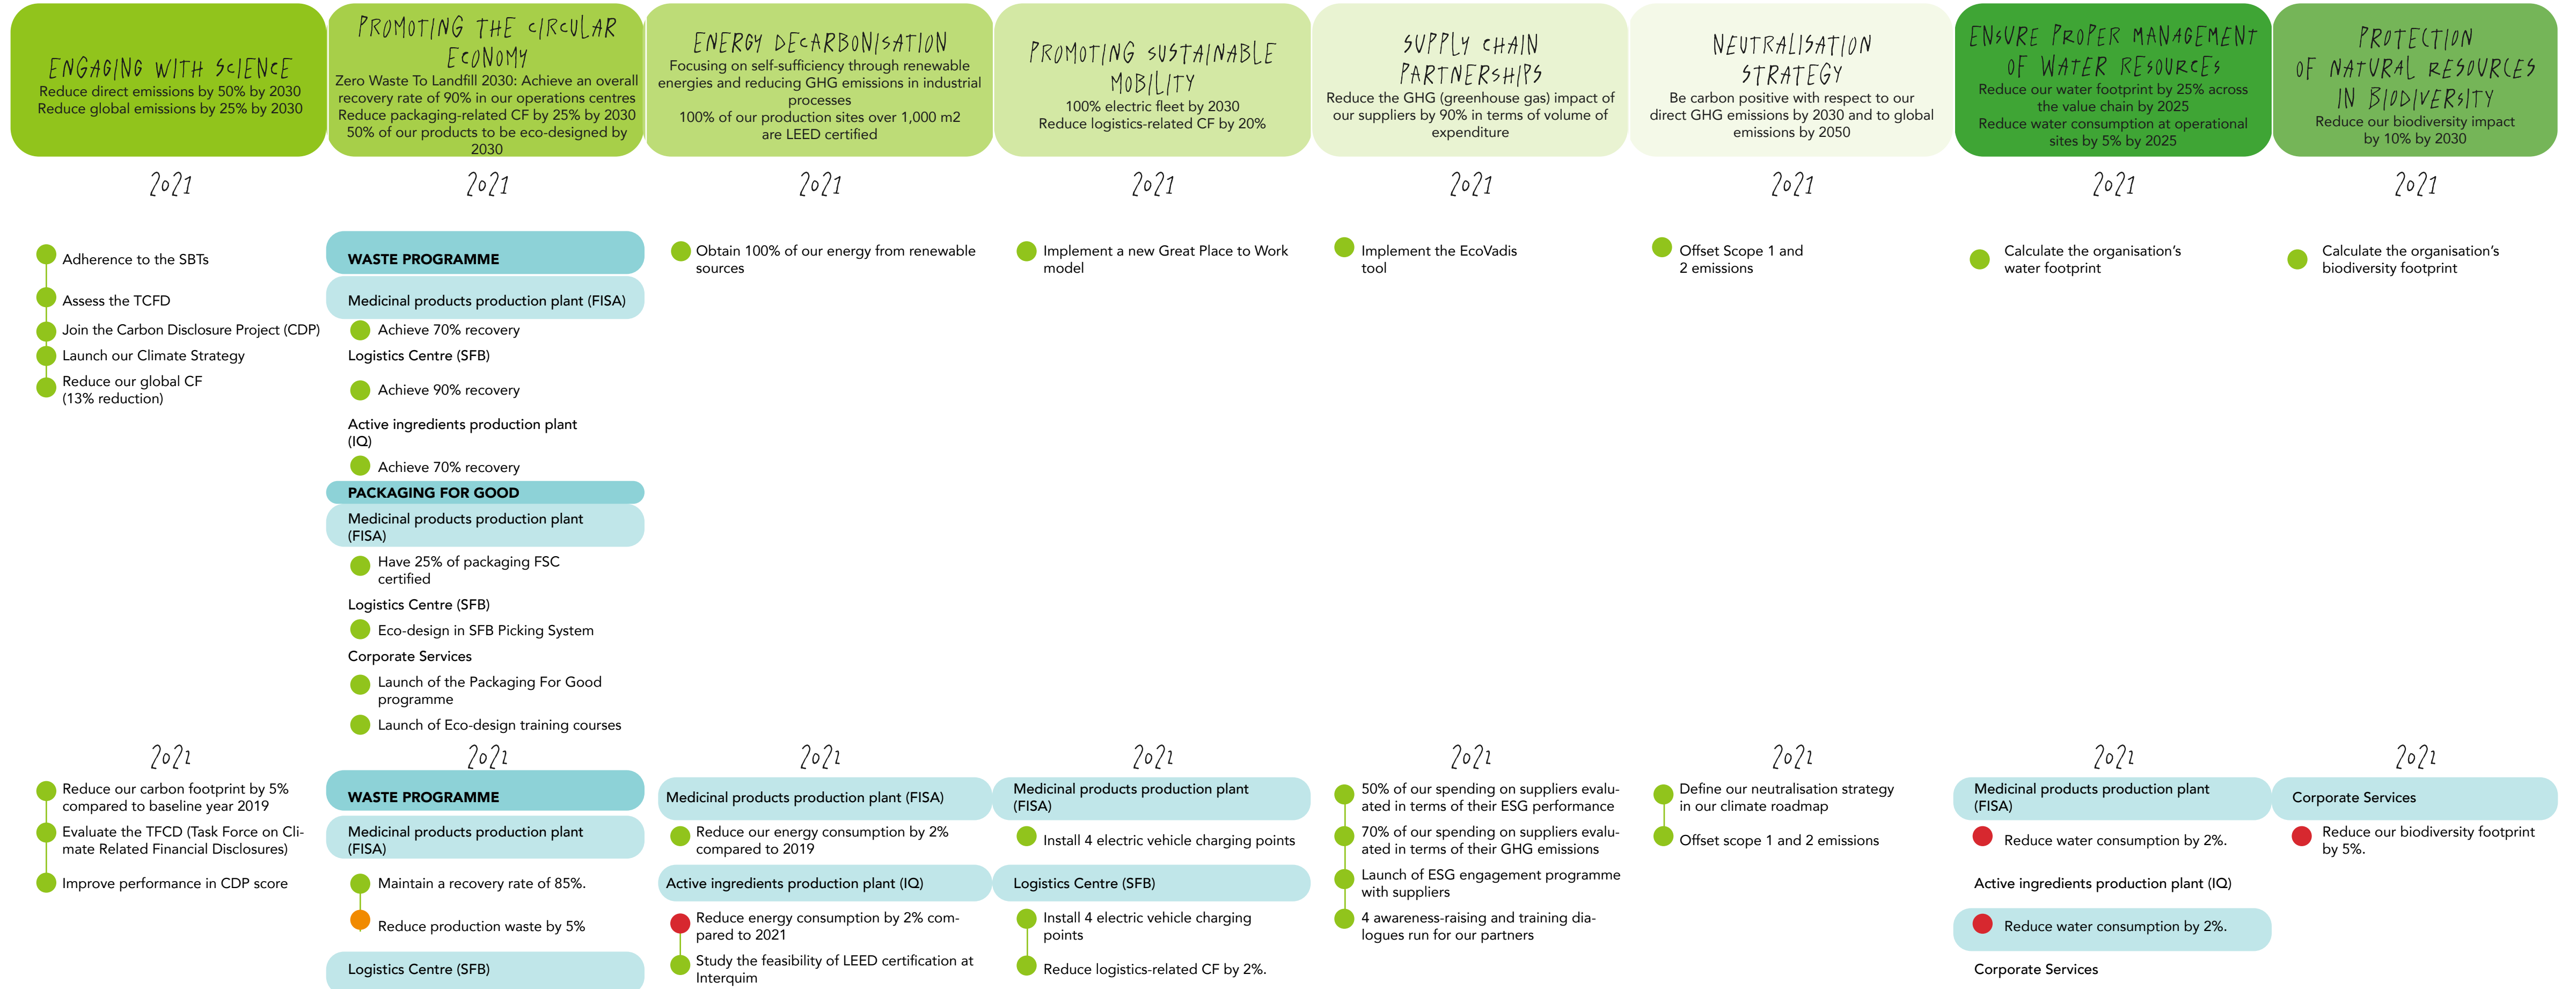 ENGAGING WITH SCIENCE
Reduce direct emissions by 50% by 2030
Reduce global emissions by 25% by 2030
2021
Adherence to the SBTs
Assess the TCFD
Join the Carbon Disclosure Project (CDP)
Launch our Climate Strategy
Reduce our global CF
(13% reduction)
2022
Reduce our carbon footprint by 5%
compared to baseline year 2019
Evaluate the TFCD (Task Force on Cli-
mate Related Financial Disclosures)
Improve performance in CDP score
PROMOTING THE CIRCULAR
ECONOMY
Zero Waste To Landfill 2030: Achieve an overall
recovery rate of 90% in our operations centres
Reduce packaging-related CF by 25% by 2030
50% of our products to be eco-designed by
2030
2021
WASTE PROGRAMME
Medicinal products production plant (FISA)
Achieve 70% recovery
Logistics Centre (SFB)
Achieve 90% recovery
Active ingredients production plant
(IQ)
Achieve 70% recovery
PACKAGING FOR GOOD
Medicinal products production plant
(FISA)
Have 25% of packaging FSC
certified
Logistics Centre (SFB)
Eco-design in SFB Picking System
Corporate Services
Launch of the Packaging For Good
programme
Launch of Eco-design training courses
2022
WASTE PROGRAMME
Medicinal products production plant
(FISA)
Maintain a recovery rate of 85%.
Reduce production waste by 5%
Logistics Centre (SFB)
ENERGY DECARBONISATION
Focusing on self-sufficiency through renewable
energies and reducing GHG emissions in industrial
processes
100% of our production sites over 1,000 m2
are LEED certified
2021
Obtain 100% of our energy from renewable
sources
2022
Medicinal products production plant (FISA)
Reduce our energy consumption by 2%
compared to 2019
Active ingredients production plant (IQ)
Reduce energy consumption by 2% com-
pared to 2021
Study the feasibility of LEED certification at
Interquim
PROMOTING SUSTAINABLE
MOBILITY
100% electric fleet by 2030
Reduce logistics-related CF by 20%
2021
Implement a new Great Place to Work
model
2022
Medicinal products production plant
(FISA)
Install 4 electric vehicle charging points
Logistics Centre (SFB)
Install 4 electric vehicle charging
points
Reduce logistics-related CF by 2%.
SUPPLY CHAIN
PARTNERSHIPS
Reduce the GHG (greenhouse gas) impact of
our suppliers by 90% in terms of volume of
expenditure
2021
Implement the EcoVadis
tool
2022
50% of our spending on suppliers evalu-
ated in terms of their ESG performance
70% of our spending on suppliers evalu-
ated in terms of their GHG emissions
Launch of ESG engagement programme
with suppliers
4 awareness-raising and training dia-
logues run for our partners
NEUTRALISATION
STRATEGY
Be carbon positive with respect to our
direct GHG emissions by 2030 and to global
emissions by 2050
2021
Offset Scope 1 and
2 emissions
2022
Define our neutralisation strategy
in our climate roadmap
Offset scope 1 and 2 emissions
ENSURE PROPER MANAGEMENT
OF WATER RESOURCES
Reduce our water footprint by 25% across
the value chain by 2025
Reduce water consumption at operational
sites by 5% by 2025
2021
Calculate the organisation's
water footprint
2022
Medicinal products production plant
(FISA)
Reduce water consumption by 2%.
Active ingredients production plant (IQ)
Reduce water consumption by 2%.
Corporate Services
PROTECTION
OF NATURAL RESOURCES
IN BIODIVERSITY
Reduce our biodiversity impact
by 10% by 2030
2021
Calculate the organisation's
biodiversity footprint
2022
Corporate Services
Reduce our biodiversity footprint
by 5%.